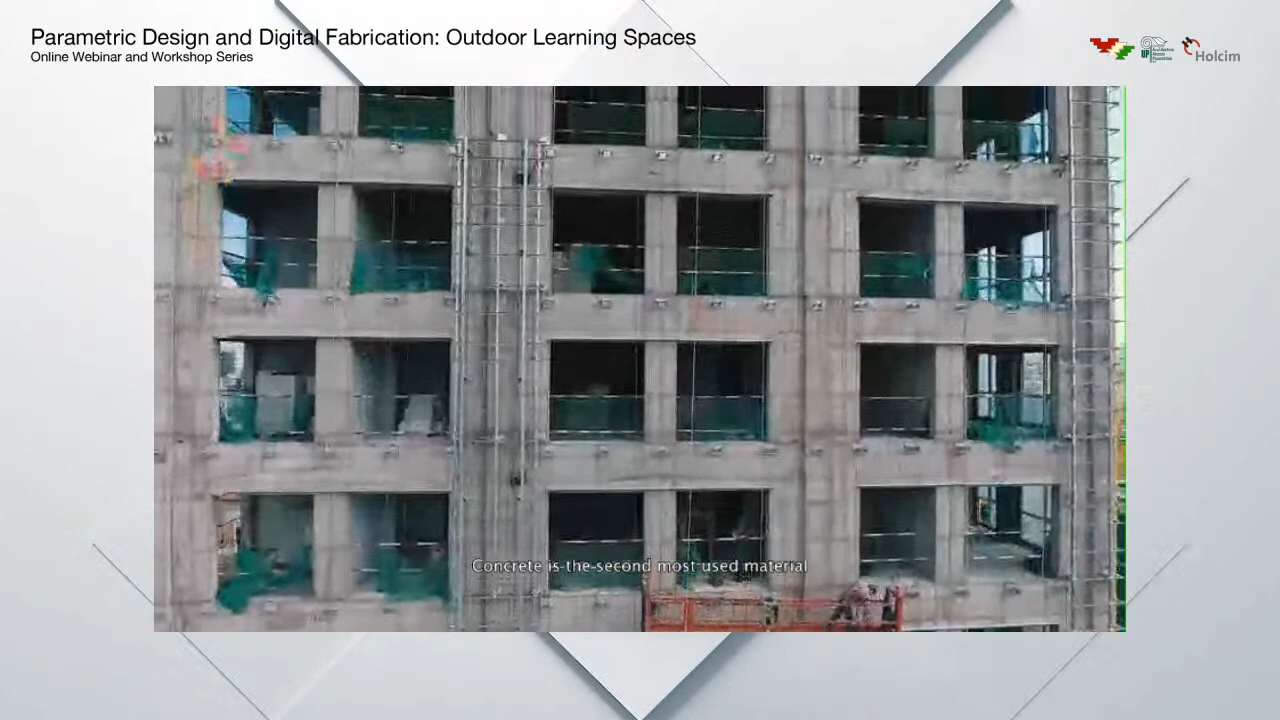 Parametric Design and Digital Fabrication: Outdoor Learning Spaces
Online Webinar and Workshop Series
UP
Holcim
Concrete is the second most used material